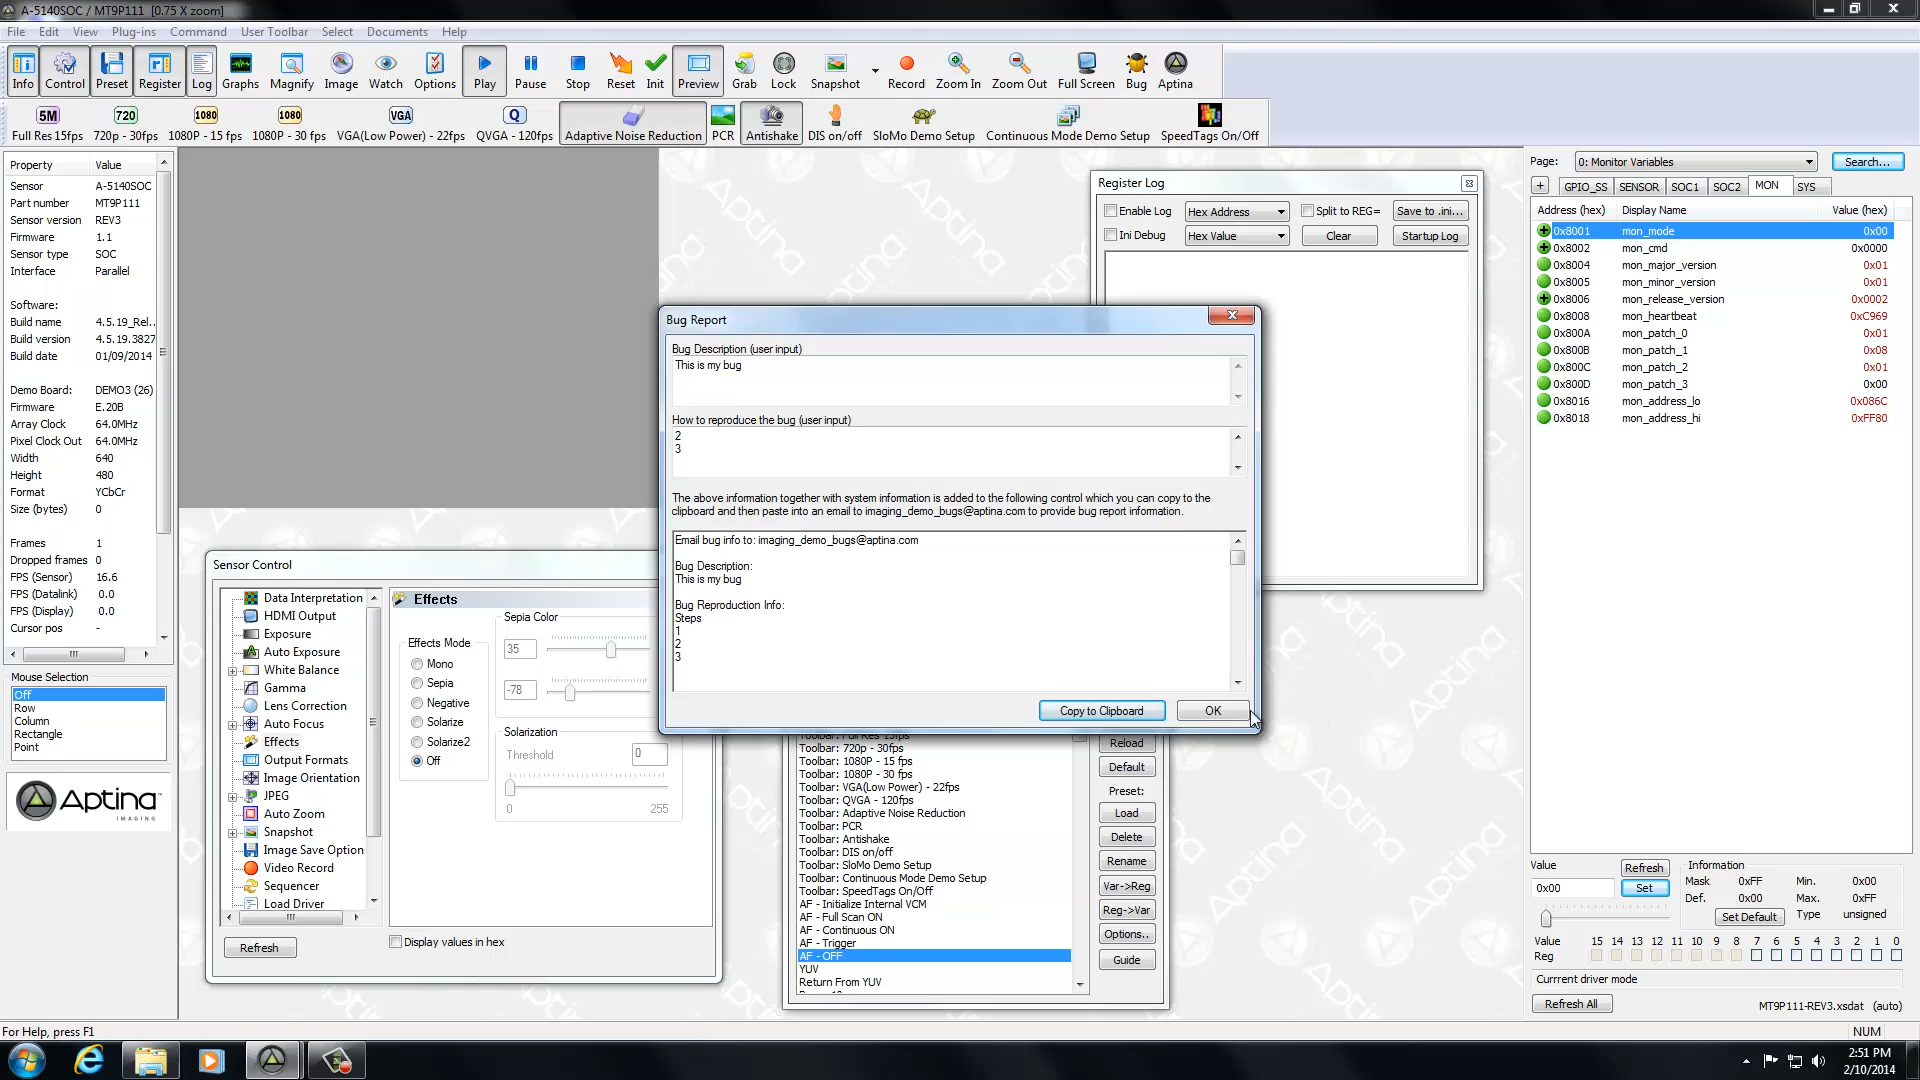 A-5140SOC / MT9P111 [0.75 X zoom]
File Edit View Plug-ins Command User Toolbar Select Documents Help
Info Control Preset Register Log Graphs Magnify Image Watch Options Play Pause Stop Reset Init Preview Grab Lock Snapshot Record Zoom In Zoom Out Full Screen Bug Aptina
5M 720 1080 1080 VGA Q
Full Res 15fps 720p - 30fps 1080P - 15 fps 1080P - 30 fps VGA(Low Power) - 22fps QVGA - 120fps Adaptive Noise Reduction PCR Antishake DIS on/off SloMo Demo Setup Continuous Mode Demo Setup SpeedTags On/Off
Property Value
Sensor A-5140SOC
Part number MT9P111
Sensor version REV3
Firmware 1.1
Sensor type SOC
Interface Parallel
Software:
Build name 4.5.19_Rel..
Build version 4.5.19.3827
Build date 01/09/2014
Demo Board: DEMO3 (26)
Firmware E.20B
Array Clock 64.0MHz
Pixel Clock Out 64.0MHz
Width 640
Height 480
Format YCbCr
Size (bytes) 0
Frames 1
Dropped frames 0
FPS (Sensor) 16.6
FPS (Datalink) 0.0
FPS (Display) 0.0
Cursor pos -
Mouse Selection
Off
Row
Column
Rectangle
Point
Aptina
IMAGING
Sensor Control
Data Interpretation
HDMI Output
Exposure
Auto Exposure
White Balance
Gamma
Lens Correction
Auto Focus
Effects
Output Formats
Image Orientation
JPEG
Auto Zoom
Snapshot
Image Save Option
Video Record
Sequencer
Load Driver
Refresh
Effects
Effects Mode
Mono
Sepia
Negative
Solarize
Solarize2
Off
Sepia Color
35
-78
Solarization
Threshold 0
0 255
Display values in hex
Register Log
Enable Log Hex Address Split to REG= Save to .ini...
Ini Debug Hex Value Clear Startup Log
Bug Report
Bug Description (user input)
This is my bug
How to reproduce the bug (user input)
2
3
The above information together with system information is added to the following control which you can copy to the
clipboard and then paste into an email to imaging_demo_bugs@aptina.com to provide bug report information.
Email bug info to: imaging_demo_bugs@aptina.com
Bug Description:
This is my bug
Bug Reproduction Info:
Steps
1
2
3
Copy to Clipboard OK
Toolbar: Full Res 15fps
Toolbar: 720p - 30fps
Toolbar: 1080P - 15 fps
Toolbar: 1080P - 30 fps
Toolbar: VGA(Low Power) - 22fps
Toolbar: QVGA - 120fps
Toolbar: Adaptive Noise Reduction
Toolbar: PCR
Toolbar: Antishake
Toolbar: DIS on/off
Toolbar: SloMo Demo Setup
Toolbar: Continuous Mode Demo Setup
Toolbar: SpeedTags On/Off
AF - Initialize Internal VCM
AF - Full Scan ON
AF - Continuous ON
AF - Trigger
AF - OFF
YUV
Return From YUV
Reload
Default
Preset:
Load
Delete
Rename
Var->Reg
Reg->Var
Options..
Guide
Page: 0: Monitor Variables Search...
+ GPIO_SS SENSOR SOC1 SOC2 MON SYS
Address (hex) Display Name Value (hex)
0x8001 mon_mode 0x00
0x8002 mon_cmd 0x0000
0x8004 mon_major_version 0x01
0x8005 mon_minor_version 0x01
0x8006 mon_release_version 0x0002
0x8008 mon_heartbeat 0xC969
0x800A mon_patch_0 0x01
0x800B mon_patch_1 0x08
0x800C mon_patch_2 0x01
0x800D mon_patch_3 0x00
0x8016 mon_address_lo 0x086C
0x8018 mon_address_hi 0xFF80
Value Refresh Information
0x00 Set Mask 0xFF Min. 0x00
Def. 0x00 Max. 0xFF
Set Default Type unsigned
Value 15 14 13 12 11 10 9 8 7 6 5 4 3 2 1 0
Reg
Currrent driver mode
Refresh All MT9P111-REV3.xsdat (auto)
For Help, press F1 NUM
2:51 PM
2/10/2014